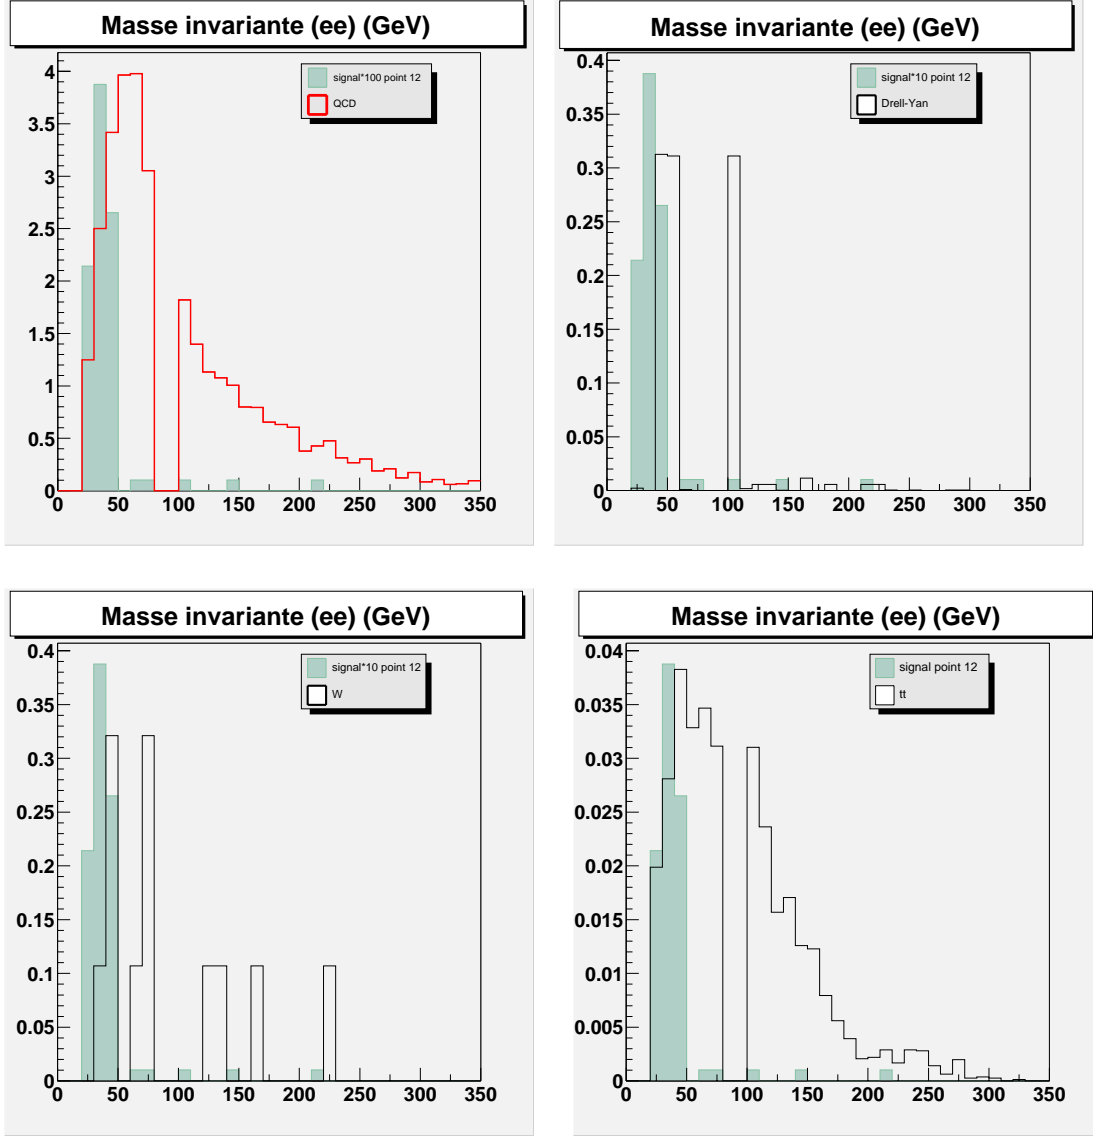 Masse invariante (ee) (GeV)
signal*100 point 12
QCD
4
3.5
3
2.5
2
1.5
1
0.5
0
0 50 100 150 200 250 300 350
Masse invariante (ee) (GeV)
signal*10 point 12
Drell-Yan
0.4
0.35
0.3
0.25
0.2
0.15
0.1
0.05
0
0 50 100 150 200 250 300 350
Masse invariante (ee) (GeV)
signal*10 point 12
W
0.4
0.35
0.3
0.25
0.2
0.15
0.1
0.05
0
0 50 100 150 200 250 300 350
Masse invariante (ee) (GeV)
signal point 12
tt
0.04
0.035
0.03
0.025
0.02
0.015
0.01
0.005
0
0 50 100 150 200 250 300 350